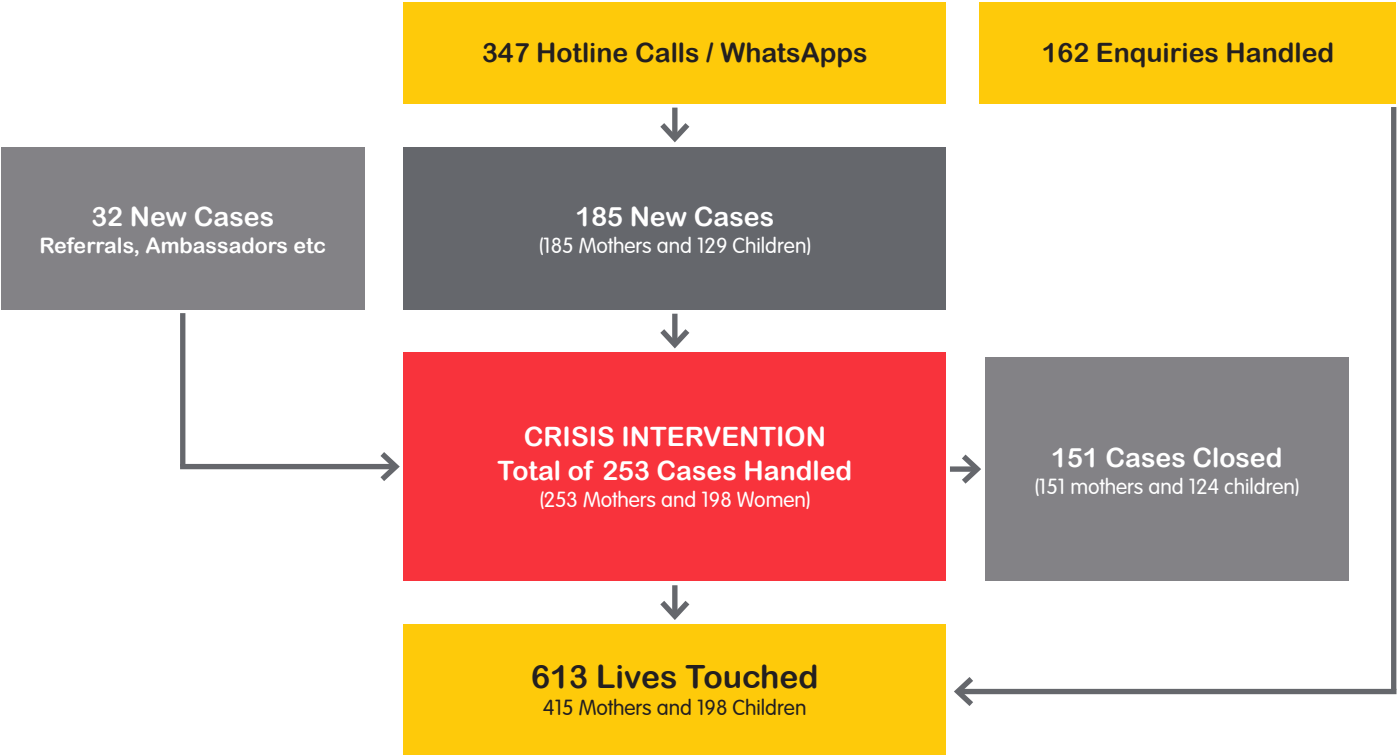 347 Hotline Calls / WhatsApps
162 Enquiries Handled
32 New Cases
Referrals, Ambassadors etc
185 New Cases
(185 Mothers and 129 Children)
CRISIS INTERVENTION
Total of 253 Cases Handled
(253 Mothers and 198 Women)
151 Cases Closed
(151 mothers and 124 children)
613 Lives Touched
415 Mothers and 198 Children